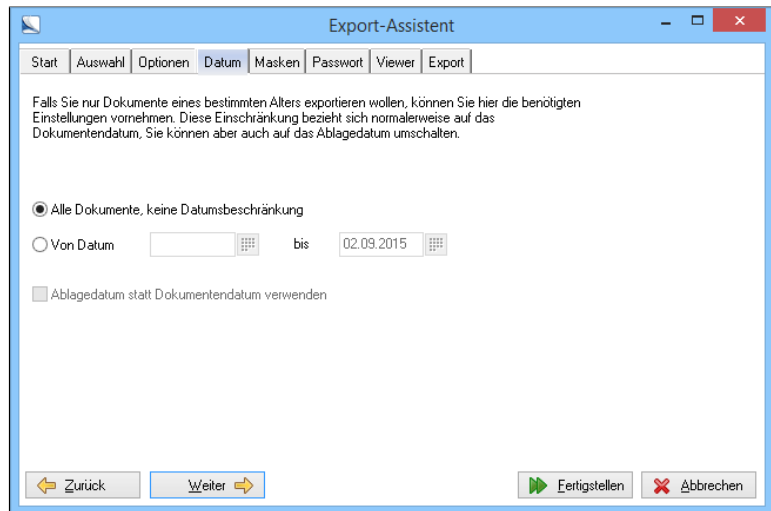 Export-Assistent
Start Auswahl Optionen Datum Masken Passwort Viewer Export
Falls Sie nur Dokumente eines bestimmten Alters exportieren wollen, können Sie hier die benötigten
Einstellungen vornehmen. Diese Einschränkung bezieht sich normalerweise auf das
Dokumentendatum, Sie können aber auch auf das Ablagedatum umschalten.
Alle Dokumente, keine Datumsbeschränkung
Von Datum bis 02.09.2015
Ablagedatum statt Dokumentendatum verwenden
Zurück Weiter Fertigstellen Abbrechen